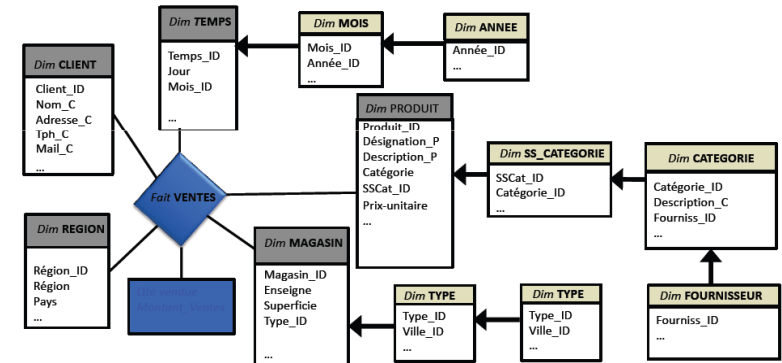 Dim TEMPS
Temps_ID
Jour
Mois_ID
...
Dim MOIS
Mois_ID
Année_ID
...
Dim ANNEE
Année_ID
...
Dim CLIENT
Client_ID
Nom_C
Adresse_C
Tph_C
Mail_C
...
Dim PRODUIT
Produit_ID
Désignation_P
Description_P
Catégorie
SSCat_ID
Prix-unitaire
...
Dim SS_CATEGORIE
SSCat_ID
Catégorie_ID
...
Dim CATEGORIE
Catégorie_ID
Description_C
Fourniss_ID
...
Fait VENTES
Dim REGION
Région_ID
Région
Pays
...
Qte vendue
Montant_Ventes
Dim MAGASIN
Magasin_ID
Enseigne
Superficie
Type_ID
...
Dim TYPE
Type_ID
Ville_ID
...
Dim TYPE
Type_ID
Ville_ID
...
Dim FOURNISSEUR
Fourniss_ID
...